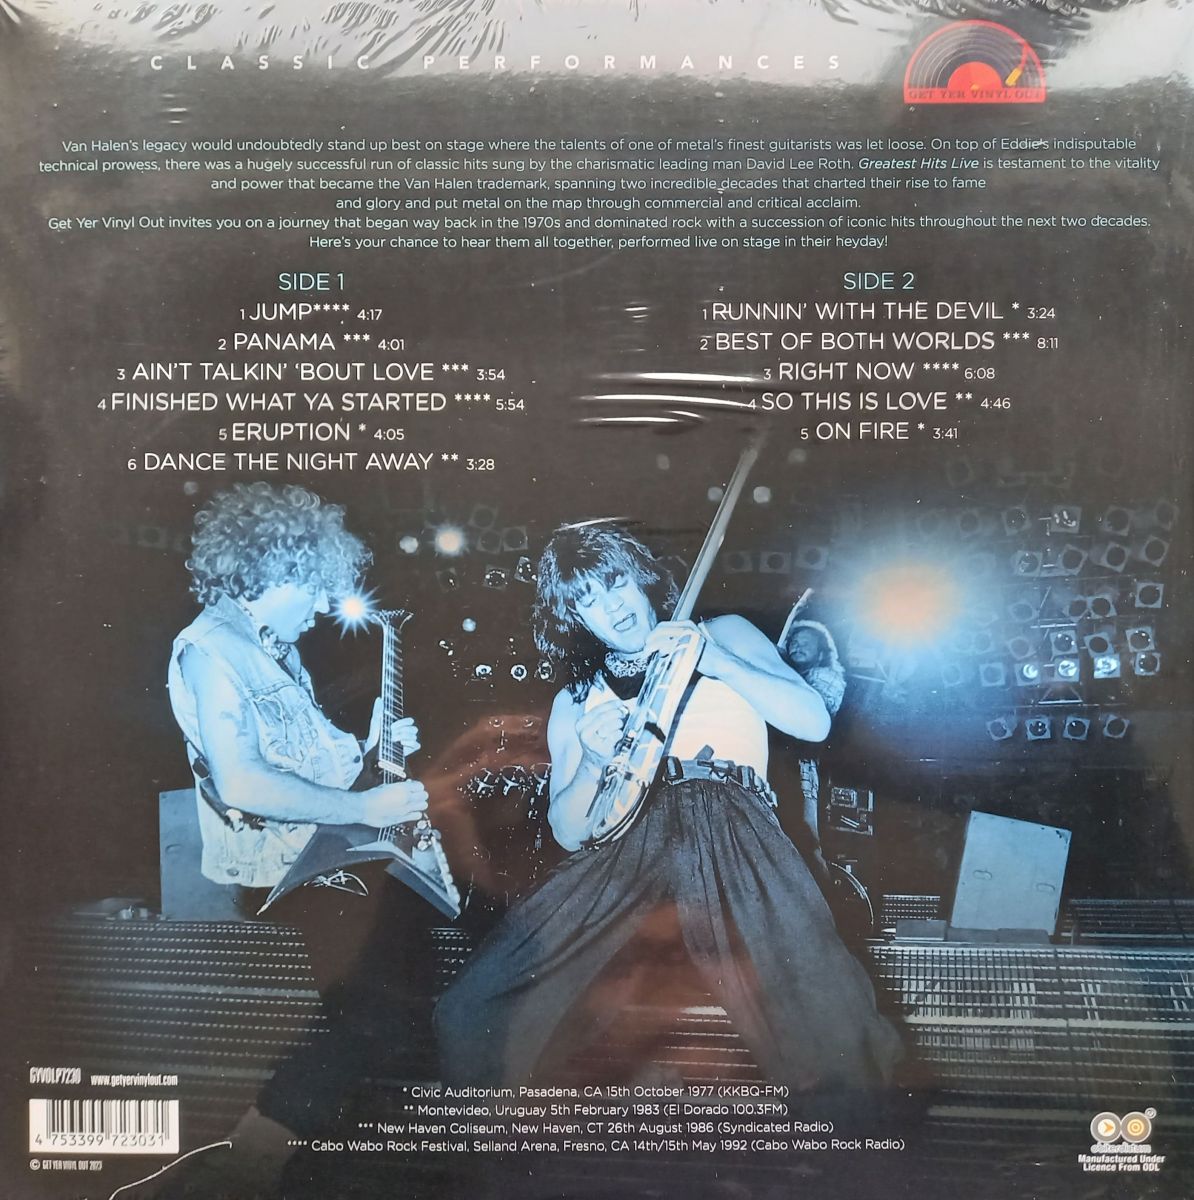 CLASSIC PERFORMANCES
GET YER VINYL OUT
Van Halen's legacy would undoubtedly stand up best on stage where the talents of one of metal's finest guitarists was let loose. On top of Eddie's indisputable
technical prowess, there was a hugely successful run of classic hits sung by the charismatic leading man David Lee Roth. Greatest Hits Live is testament to the vitality
and power that became the Van Halen trademark, spanning two incredible decades that charted their rise to fame
and glory and put metal on the map through commercial and critical acclaim.
Get Yer Vinyl Out invites you on a journey that began way back in the 1970s and dominated rock with a succession of iconic hits throughout the next two decades.
Here's your chance to hear them all together, performed live on stage in their heyday!
SIDE 1
1 JUMP**** 4:17
2 PANAMA *** 4:01
3 AIN'T TALKIN' 'BOUT LOVE *** 3:54
4 FINISHED WHAT YA STARTED **** 5:54
5 ERUPTION * 4:05
6 DANCE THE NIGHT AWAY ** 3:28
SIDE 2
1 RUNNIN' WITH THE DEVIL * 3:24
2 BEST OF BOTH WORLDS *** 8:11
3 RIGHT NOW **** 6:08
4 SO THIS IS LOVE ** 4:46
5 ON FIRE * 3:41
GYVOLP7230 www.getyervinylout.com
4 753399 723031
© GET YER VINYL OUT 2023
* Civic Auditorium, Pasadena, CA 15th October 1977 (KKBQ-FM)
** Montevideo, Uruguay 5th February 1983 (El Dorado 100.3FM)
*** New Haven Coliseum, New Haven, CT 26th August 1986 (Syndicated Radio)
**** Cabo Wabo Rock Festival, Selland Arena, Fresno, CA 14th/15th May 1992 (Cabo Wabo Rock Radio)
obiterdictum
Manufactured Under
Licence From ODL